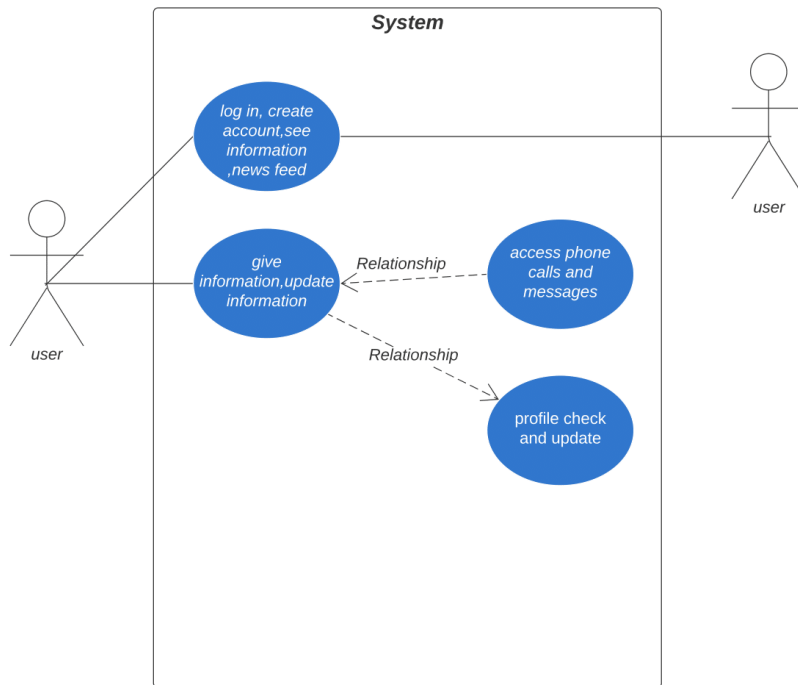 System
log in, create
account,see
information
,news feed
user
give
information,update
information
Relationship
access phone
calls and
messages
user
Relationship
profile check
and update